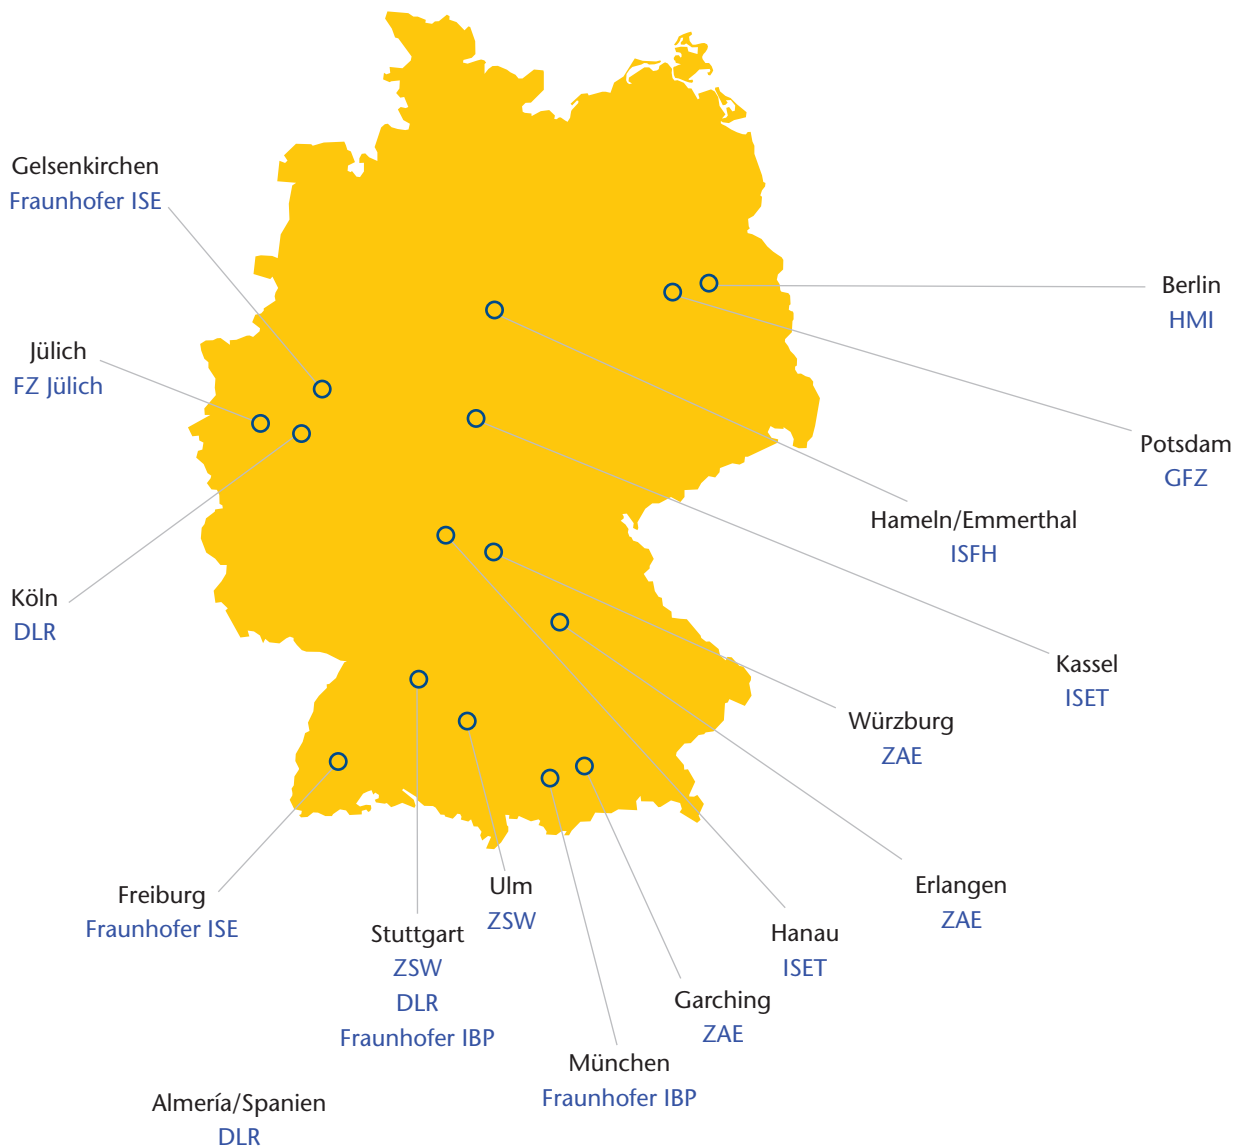 Gelsenkirchen
Fraunhofer ISE
Berlin
HMI
Jülich
FZ Jülich
Potsdam
GFZ
Hameln/Emmerthal
ISFH
Köln
DLR
Kassel
ISET
Würzburg
ZAE
Freiburg
Fraunhofer ISE
Ulm
ZSW
Erlangen
ZAE
Stuttgart
ZSW
DLR
Fraunhofer IBP
Hanau
ISET
Garching
ZAE
München
Fraunhofer IBP
Almería/Spanien
DLR